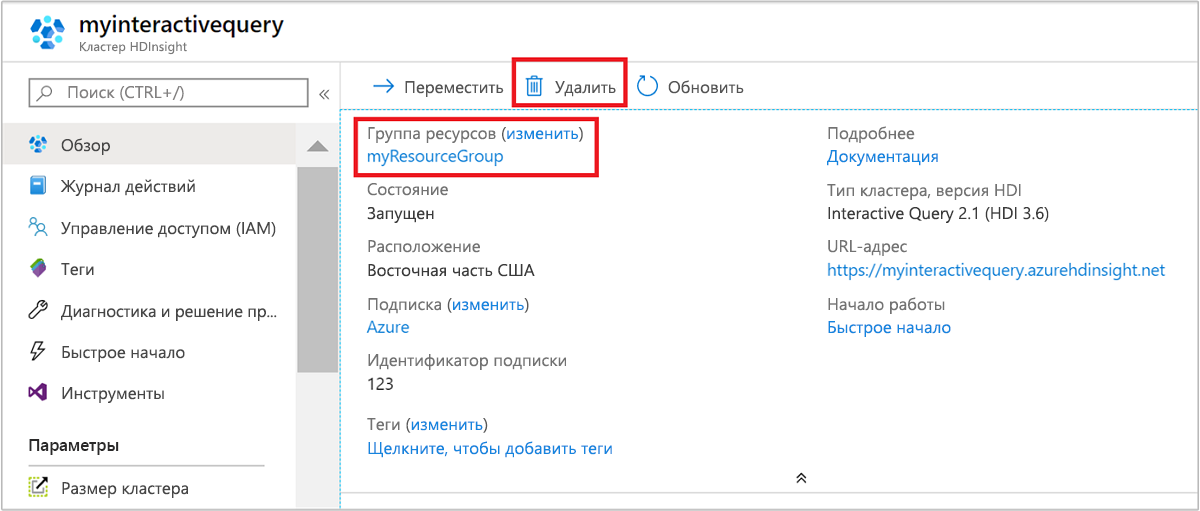 myinteractivequery
Кластер HDInsight
Поиск (CTRL+/)
«
Обзор
Журнал действий
Управление доступом (IAM)
Теги
Диагностика и решение пр...
Быстрое начало
Инструменты
Параметры
Размер кластера
Переместить Удалить Обновить
Группа ресурсов (изменить)
myResourceGroup
Состояние
Запущен
Расположение
Восточная часть США
Подписка (изменить)
Azure
Идентификатор подписки
123
Теги (изменить)
Щелкните, чтобы добавить теги
Подробнее
Документация
Тип кластера, версия HDI
Interactive Query 2.1 (HDI 3.6)
URL-адрес
https://myinteractivequery.azurehdinsight.net
Начало работы
Быстрое начало